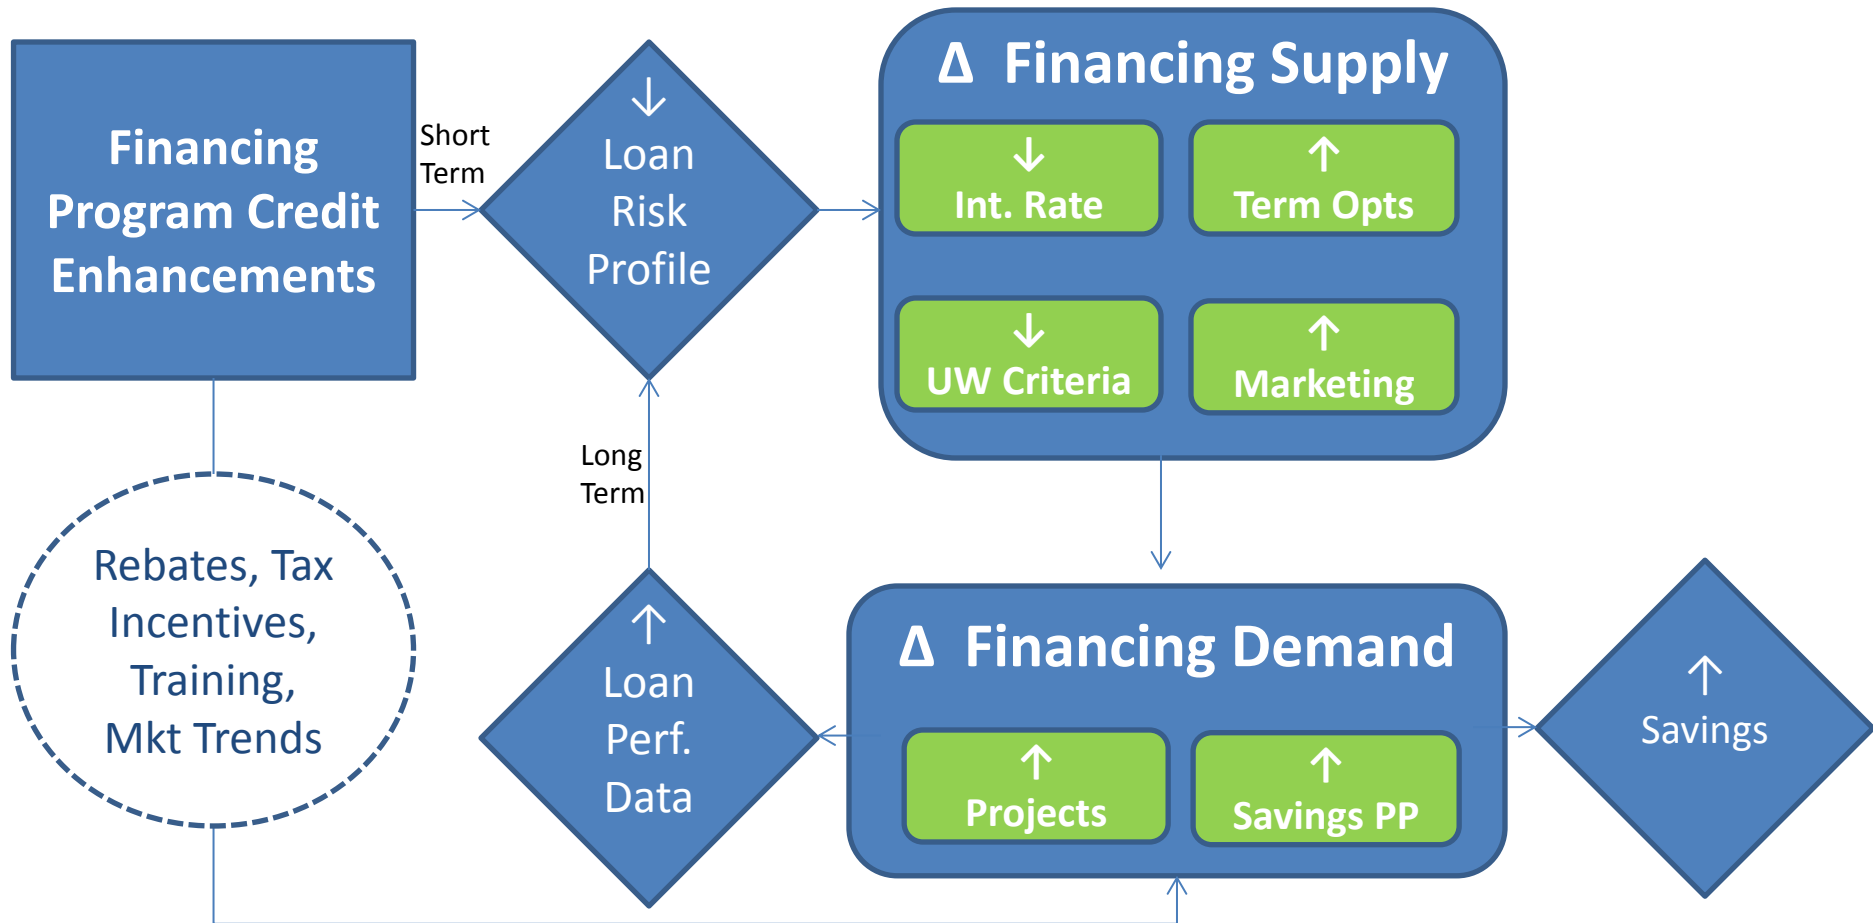 Financing
Program Credit
Enhancements
Short
Term
↓
Loan
Risk
Profile
Δ Financing Supply
↓
Int. Rate
↑
Term Opts
↓
UW Criteria
↑
Marketing
Long
Term
Rebates, Tax
Incentives,
Training,
Mkt Trends
↑
Loan
Perf.
Data
Δ Financing Demand
↑
Projects
↑
Savings PP
↑
Savings